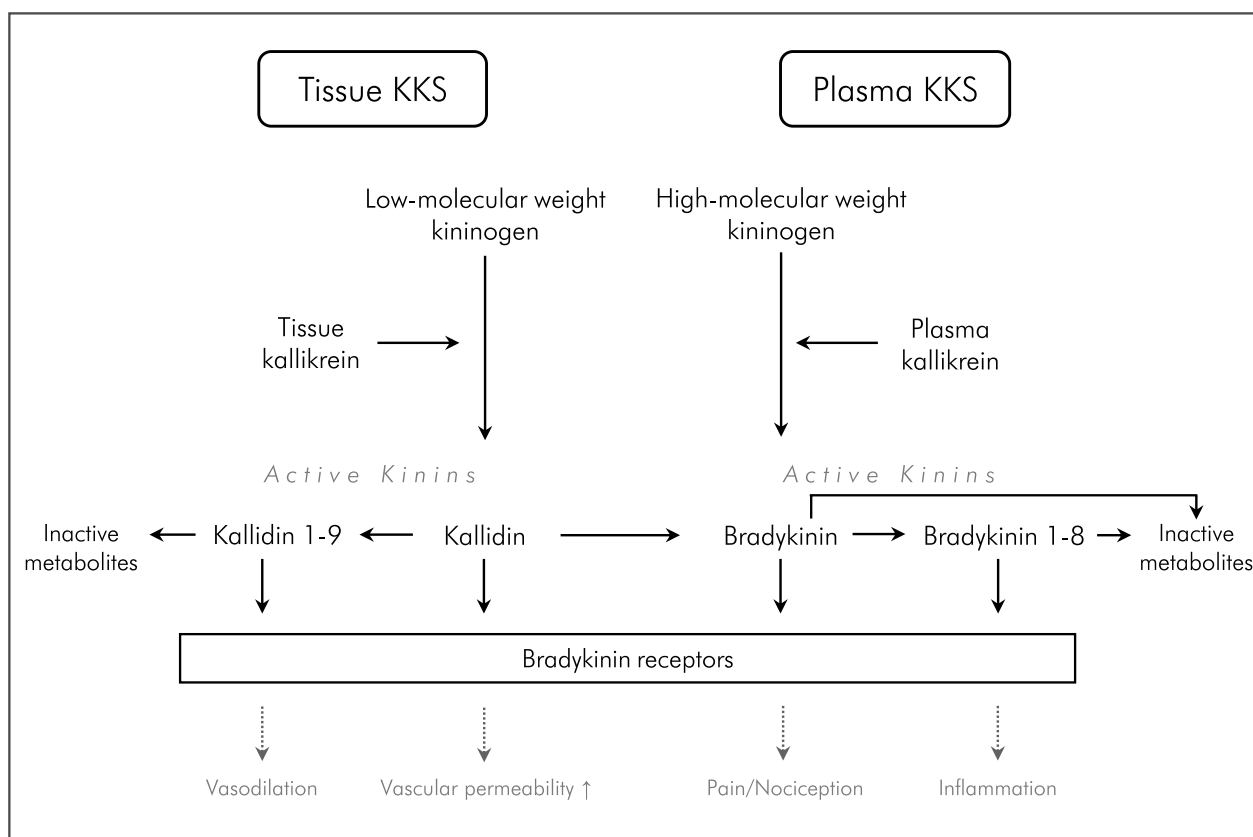 Tissue KKS
Plasma KKS
Low-molecular weight
kininogen
High-molecular weight
kininogen
Tissue
kallikrein
Plasma
kallikrein
Active Kinins
Active Kinins
Inactive
metabolites
Kallidin 1-9
Kallidin
Bradykinin
Bradykinin 1-8
Inactive
metabolites
Bradykinin receptors
Vasodilation
Vascular permeability ↑
Pain/Nociception
Inflammation